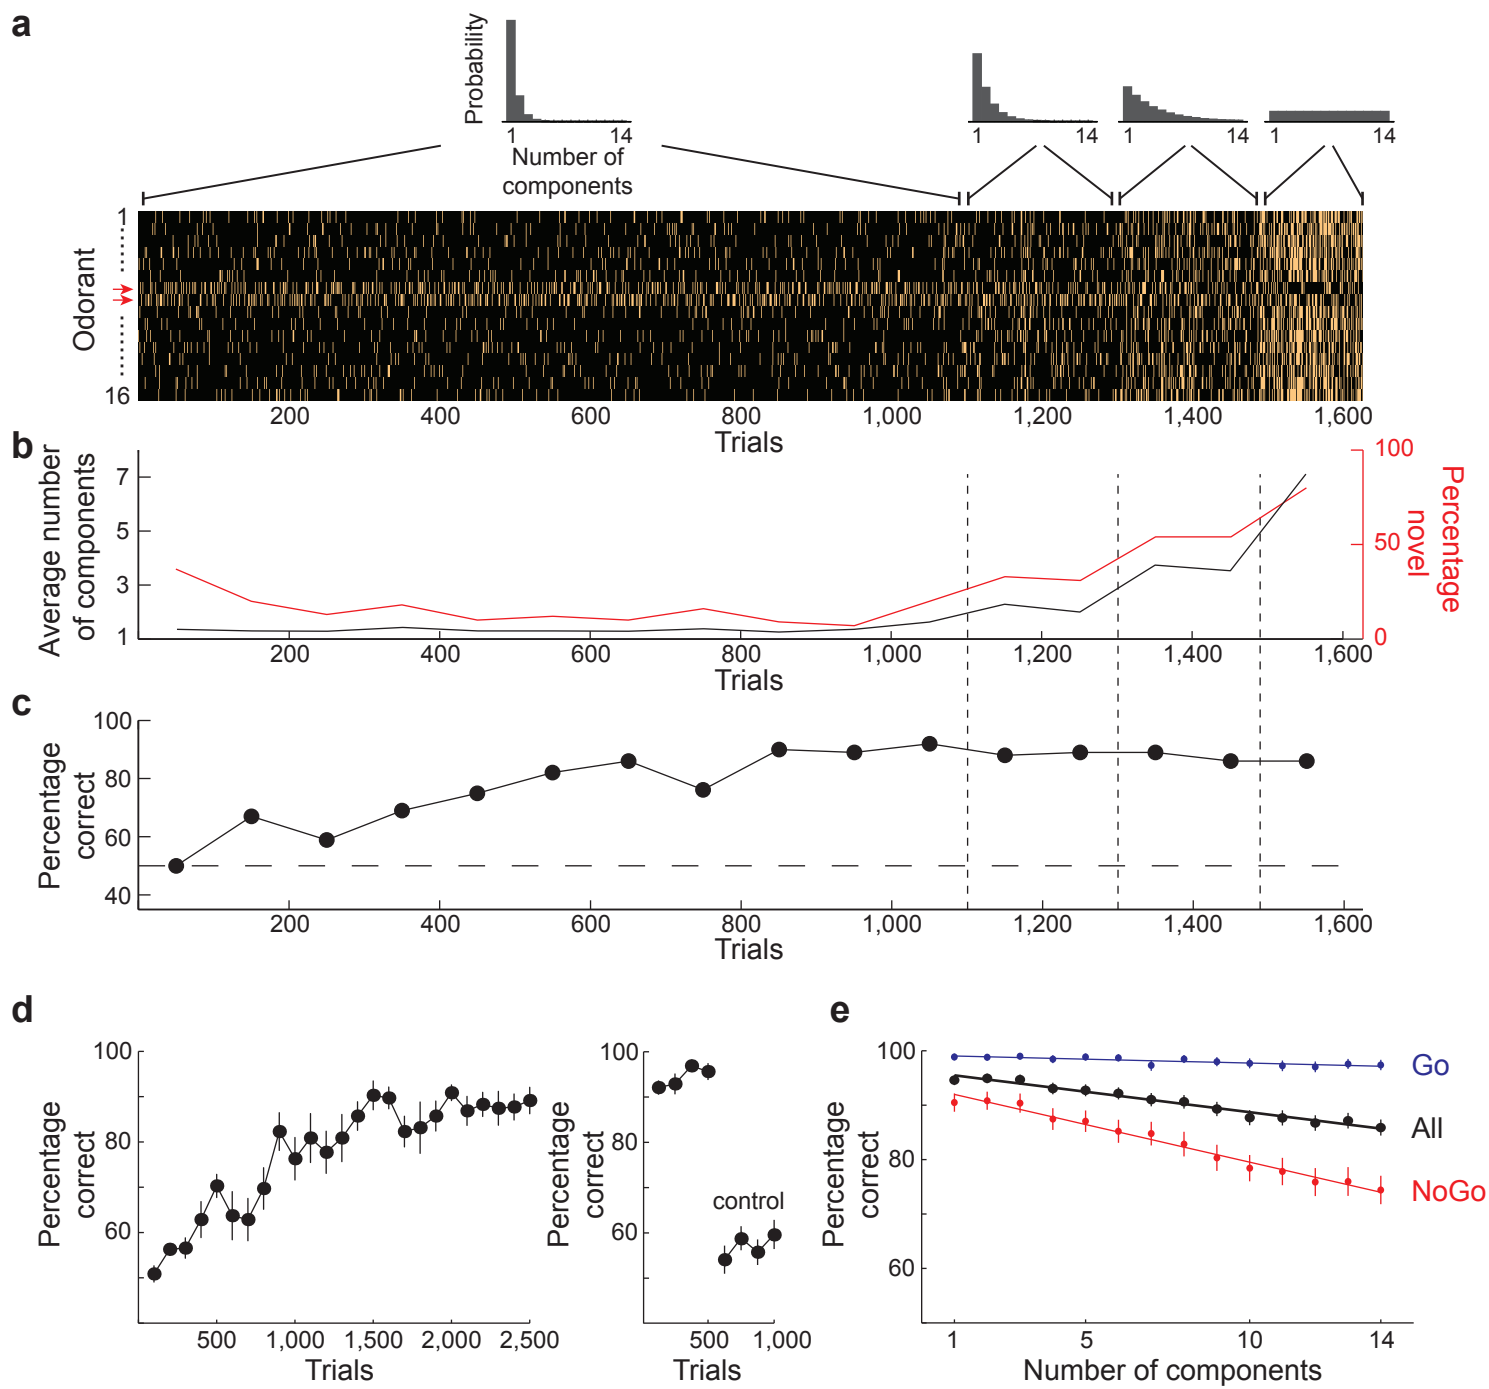 a
Probability
1 14
1 14
1 14
1 14
Number of
components
Odorant
1
16
200 400 600 800 1,000 1,200 1,400 1,600
Trials
b
Average number
of components
7
5
3
1
100
50
0
Percentage
novel
200 400 600 800 1,000 1,200 1,400 1,600
Trials
c
Percentage
correct
100
80
60
40
200 400 600 800 1,000 1,200 1,400 1,600
Trials
d
Percentage
correct
100
80
60
500 1,000 1,500 2,000 2,500
Trials
Percentage
correct
100
80
60
control
500 1,000
Trials
e
Percentage
correct
100
80
60
Go
All
NoGo
1 5 10 14
Number of components